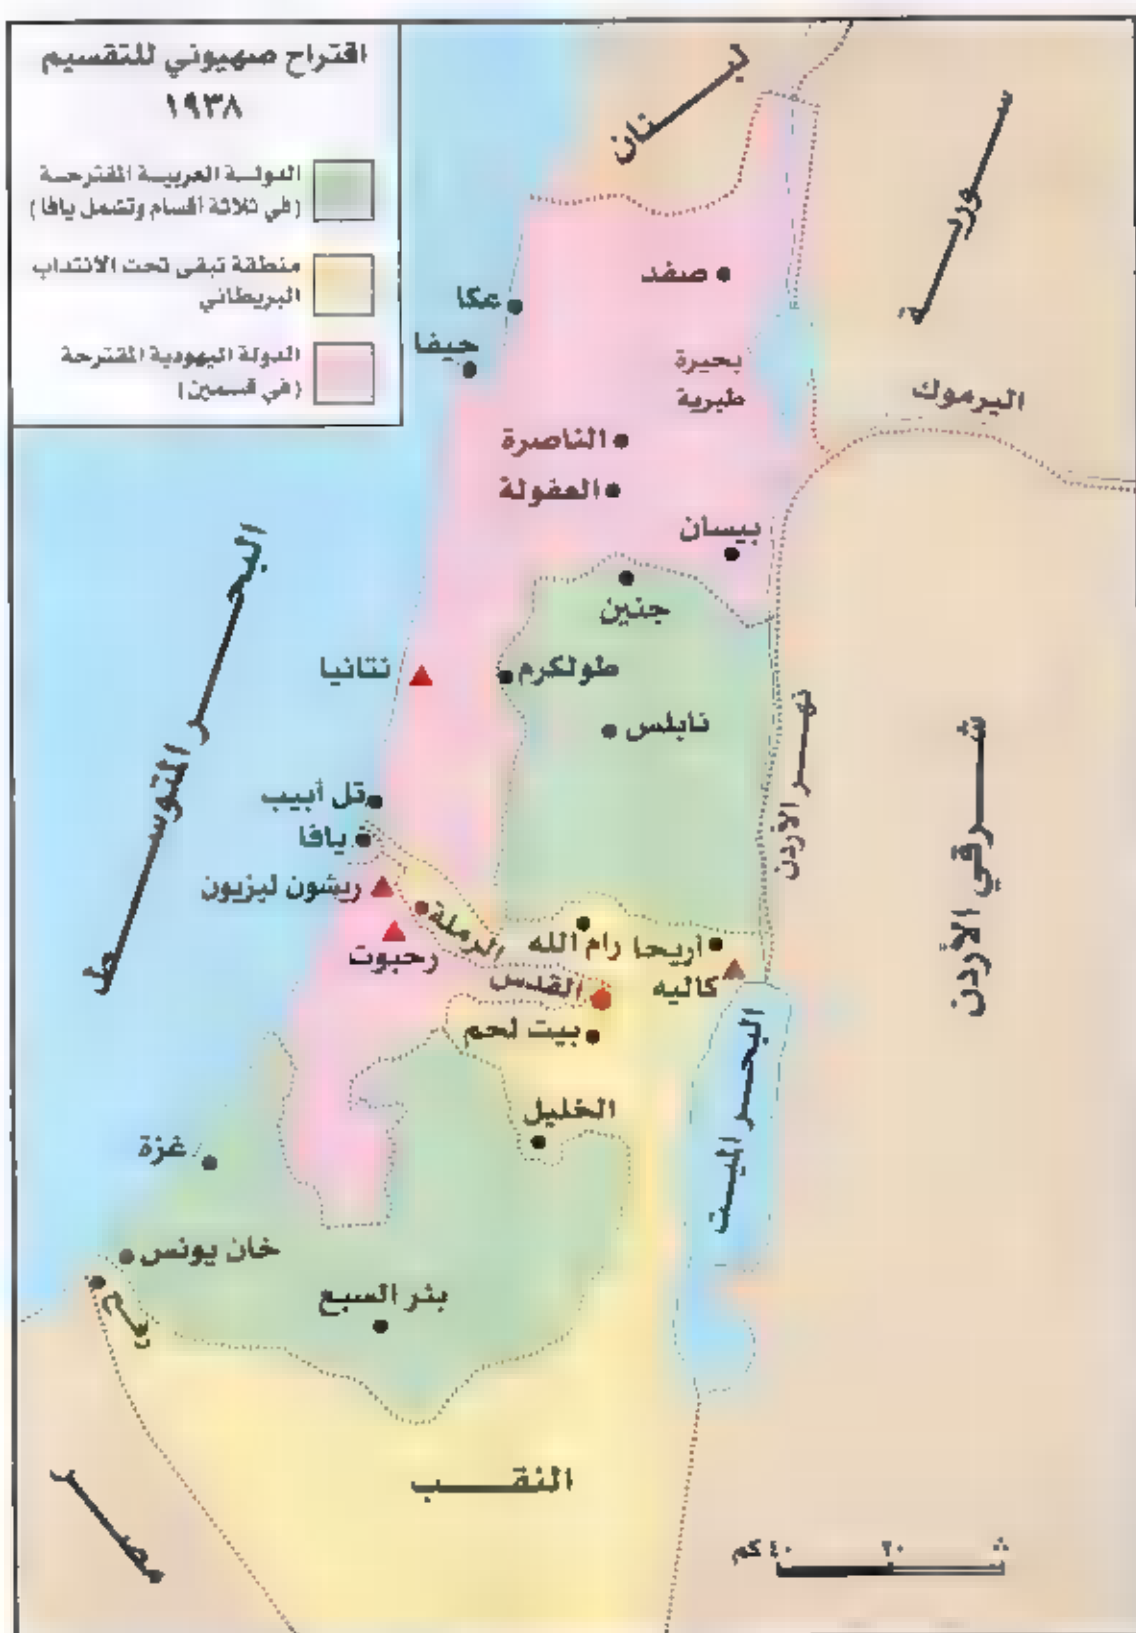 اقتراح صهيوني للتقسيم
١٩٣٨
الدولة العربية المقترحة
(في ثلاثة أقسام وتشمل يافا)
منطقة تبقى تحت الانتداب
البريطاني
الدولة اليهودية المقترحة
(في قسمين)
لبنان
سورية
صفد
عكا
حيفا
بحيرة
طبرية
اليرموك
الناصرة
العفولة
بيسان
جنين
البحر المتوسط
نتانيا
طولكرم
نابلس
نهر الأردن
شرقي الأردن
تل أبيب
يافا
ريشون ليزيون
الرملة
رحبوت
رام الله
اريحا
كاليه
القدس
بيت لحم
البحر الميت
الخليل
غزة
خان يونس
رفح
بئر السبع
النقب
مصر
٤٠ كم ٢٠